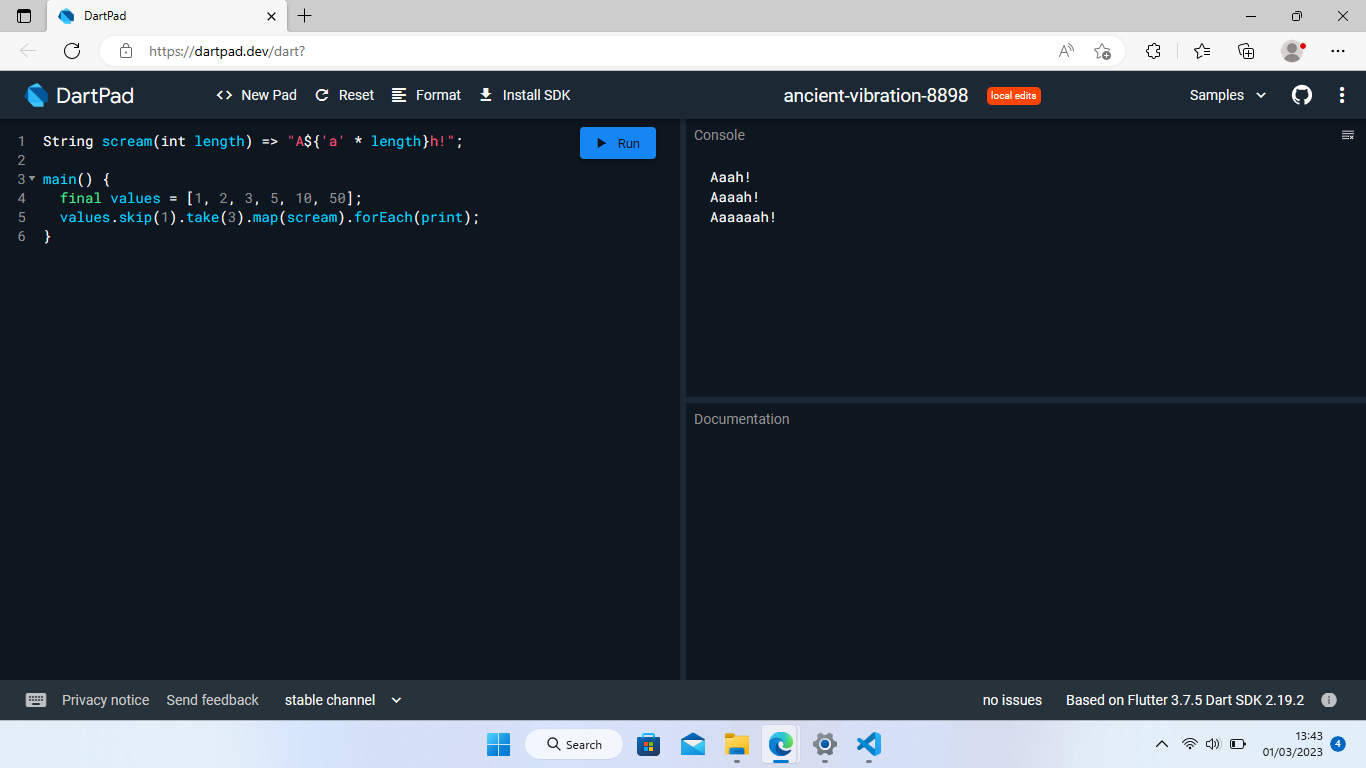 DartPad
https://dartpad.dev/dart?
DartPad
New Pad
Reset
Format
Install SDK
ancient-vibration-8898
local edits
Samples
1 String scream(int length) => "A${'a' * length}h!";
2
3 main() {
4 final values = [1, 2, 3, 5, 10, 50];
5 values.skip(1).take(3).map(scream).forEach(print);
6 }
Run
Console
Aaah!
Aaaah!
Aaaaaah!
Documentation
Privacy notice
Send feedback
stable channel
no issues
Based on Flutter 3.7.5 Dart SDK 2.19.2
Search
13:43
01/03/2023
4